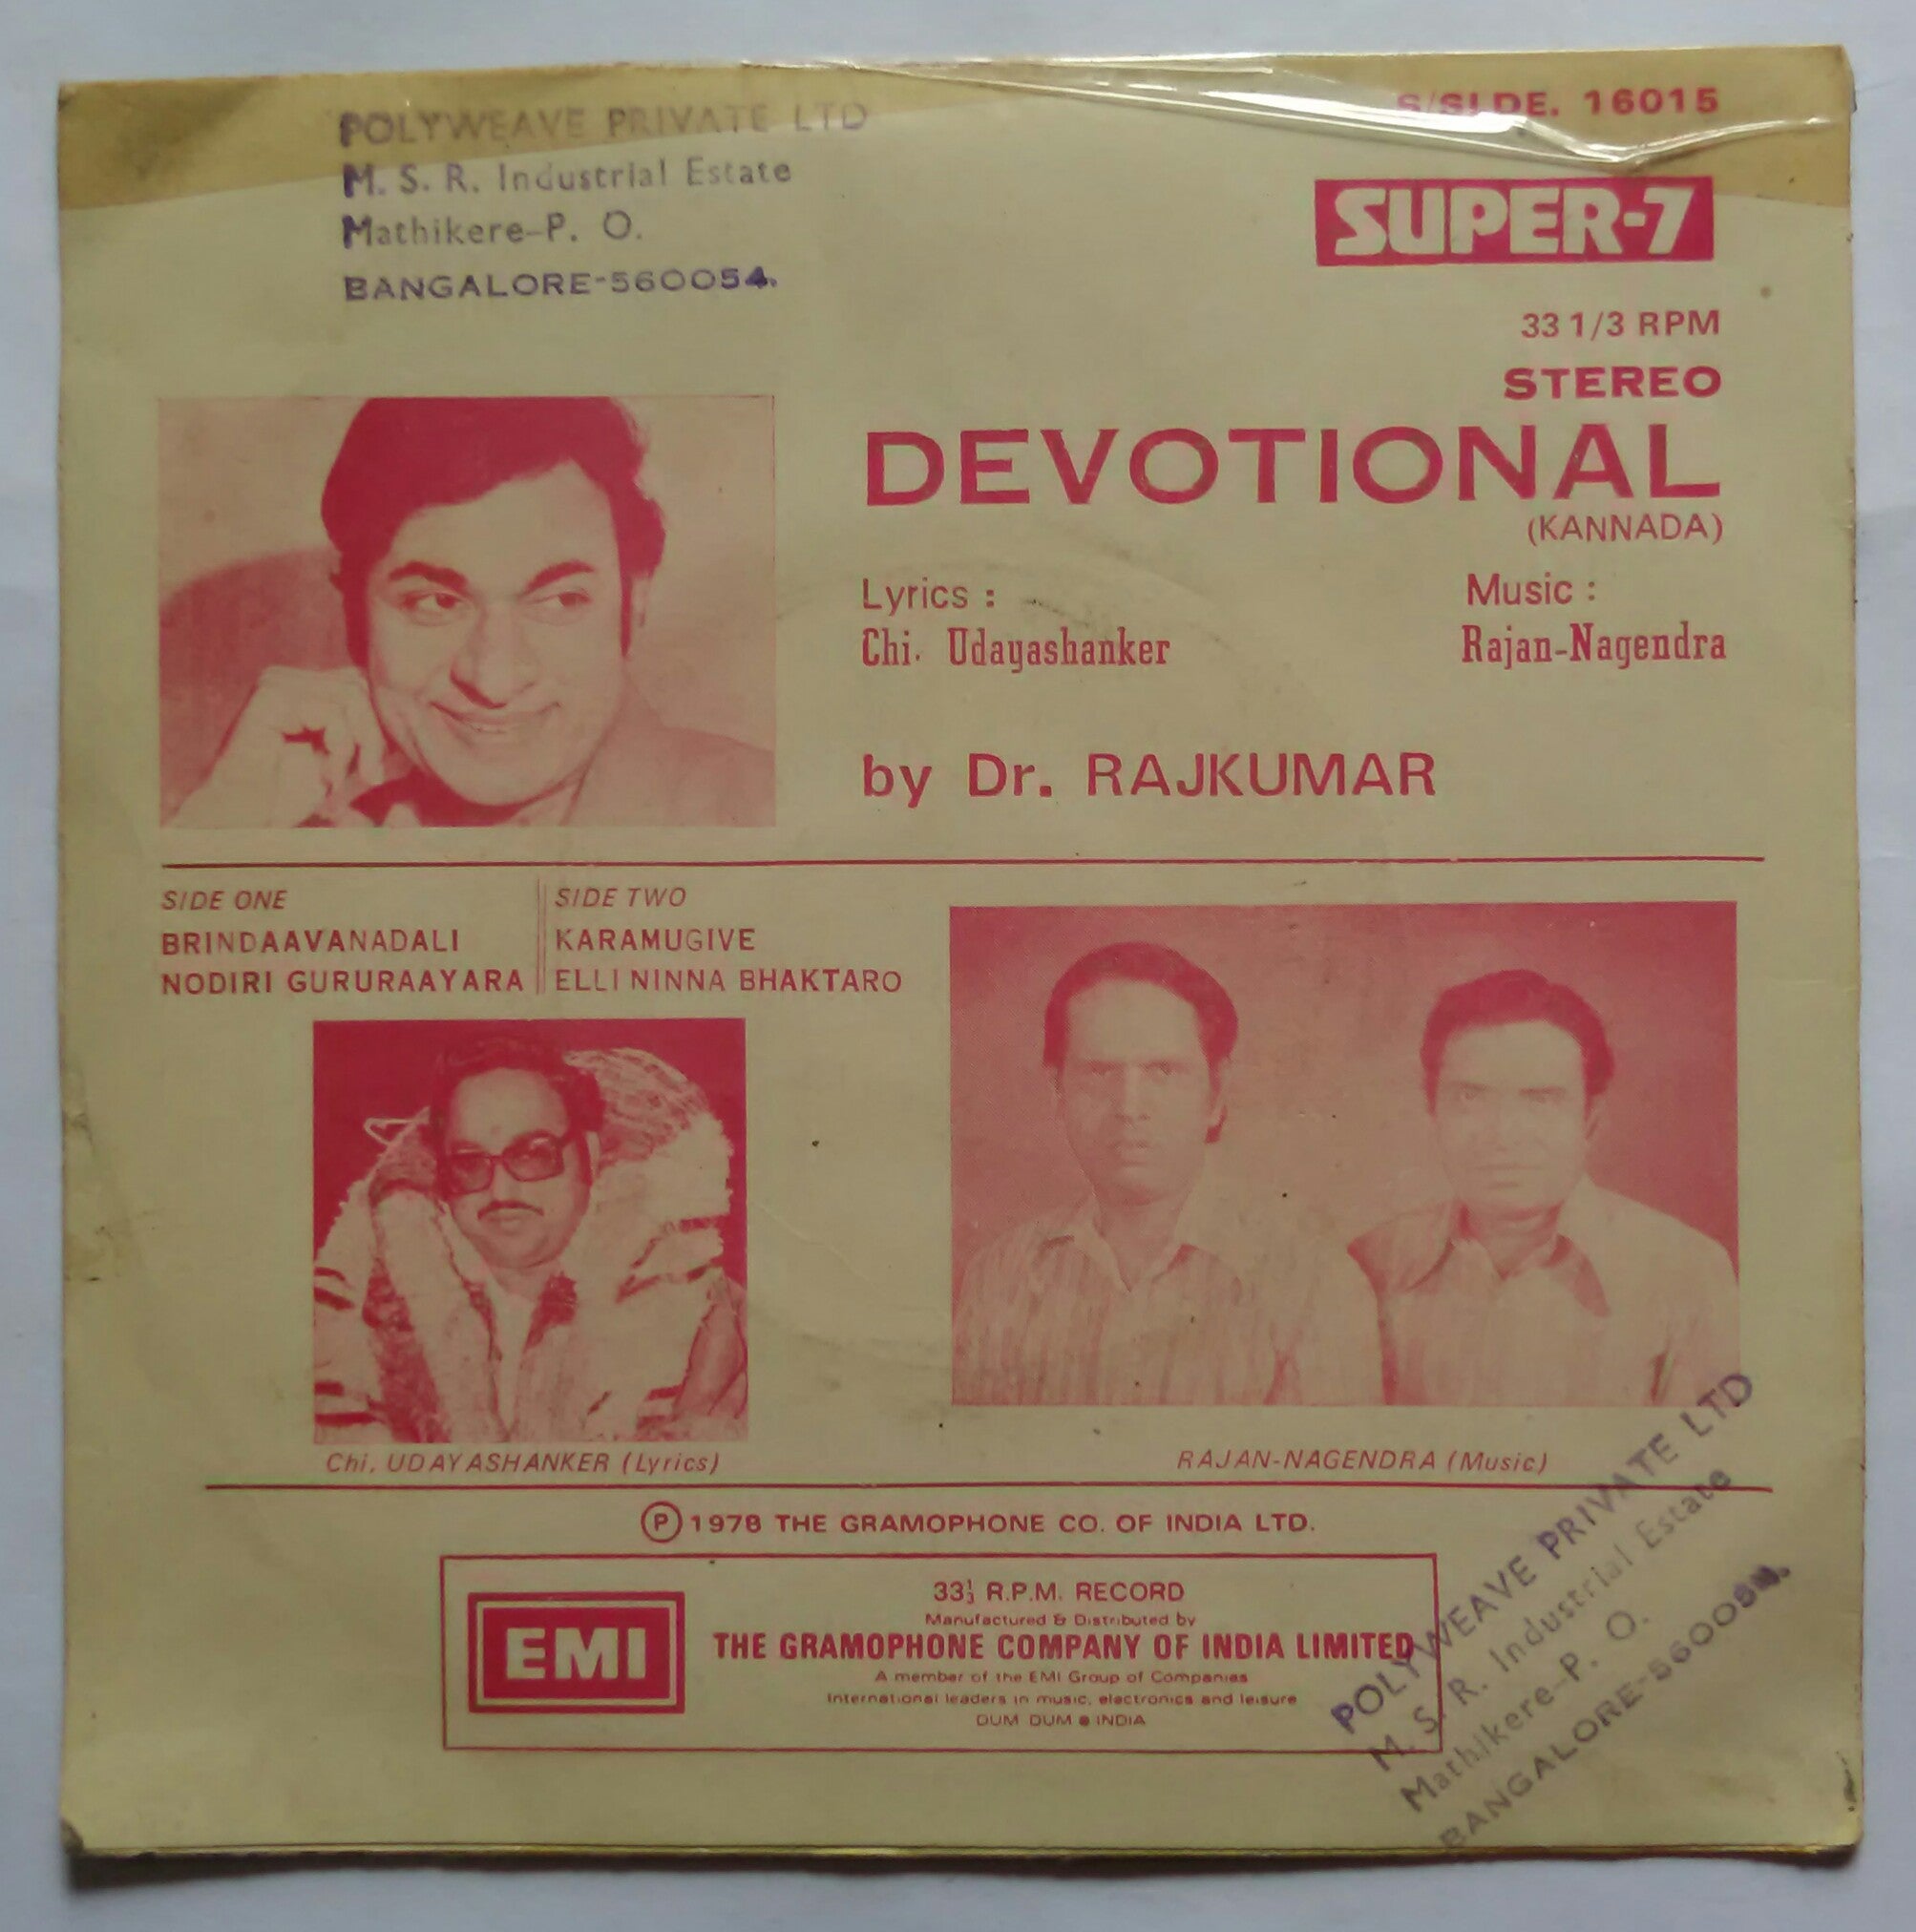 POLYWEAVE PRIVATE LTD
M. S. R. Industrial Estate
Mathikere-P. O.
BANGALORE-560054.
S/SLDE. 16015
SUPER-7
33 1/3 RPM
STEREO
DEVOTIONAL
(KANNADA)
Lyrics :
Chi. Udayashanker
Music :
Rajan-Nagendra
by Dr. RAJKUMAR
SIDE ONE
BRINDAAVANADALI
NODIRI GURURAAYARA
SIDE TWO
KARAMUGIVE
ELLI NINNA BHAKTARO
Chi. UDAYASHANKER (Lyrics)
RAJAN-NAGENDRA (Music)
Ⓟ 1978 THE GRAMOPHONE CO. OF INDIA LTD.
EMI
33⅓ R.P.M. RECORD
Manufactured & Distributed by
THE GRAMOPHONE COMPANY OF INDIA LIMITED
A member of the EMI Group of Companies
International leaders in music, electronics and leisure
DUM DUM ● INDIA
POLYWEAVE PRIVATE LTD
M. S. R. Industrial Estate
Mathikere-P. O.
BANGALORE-560054.